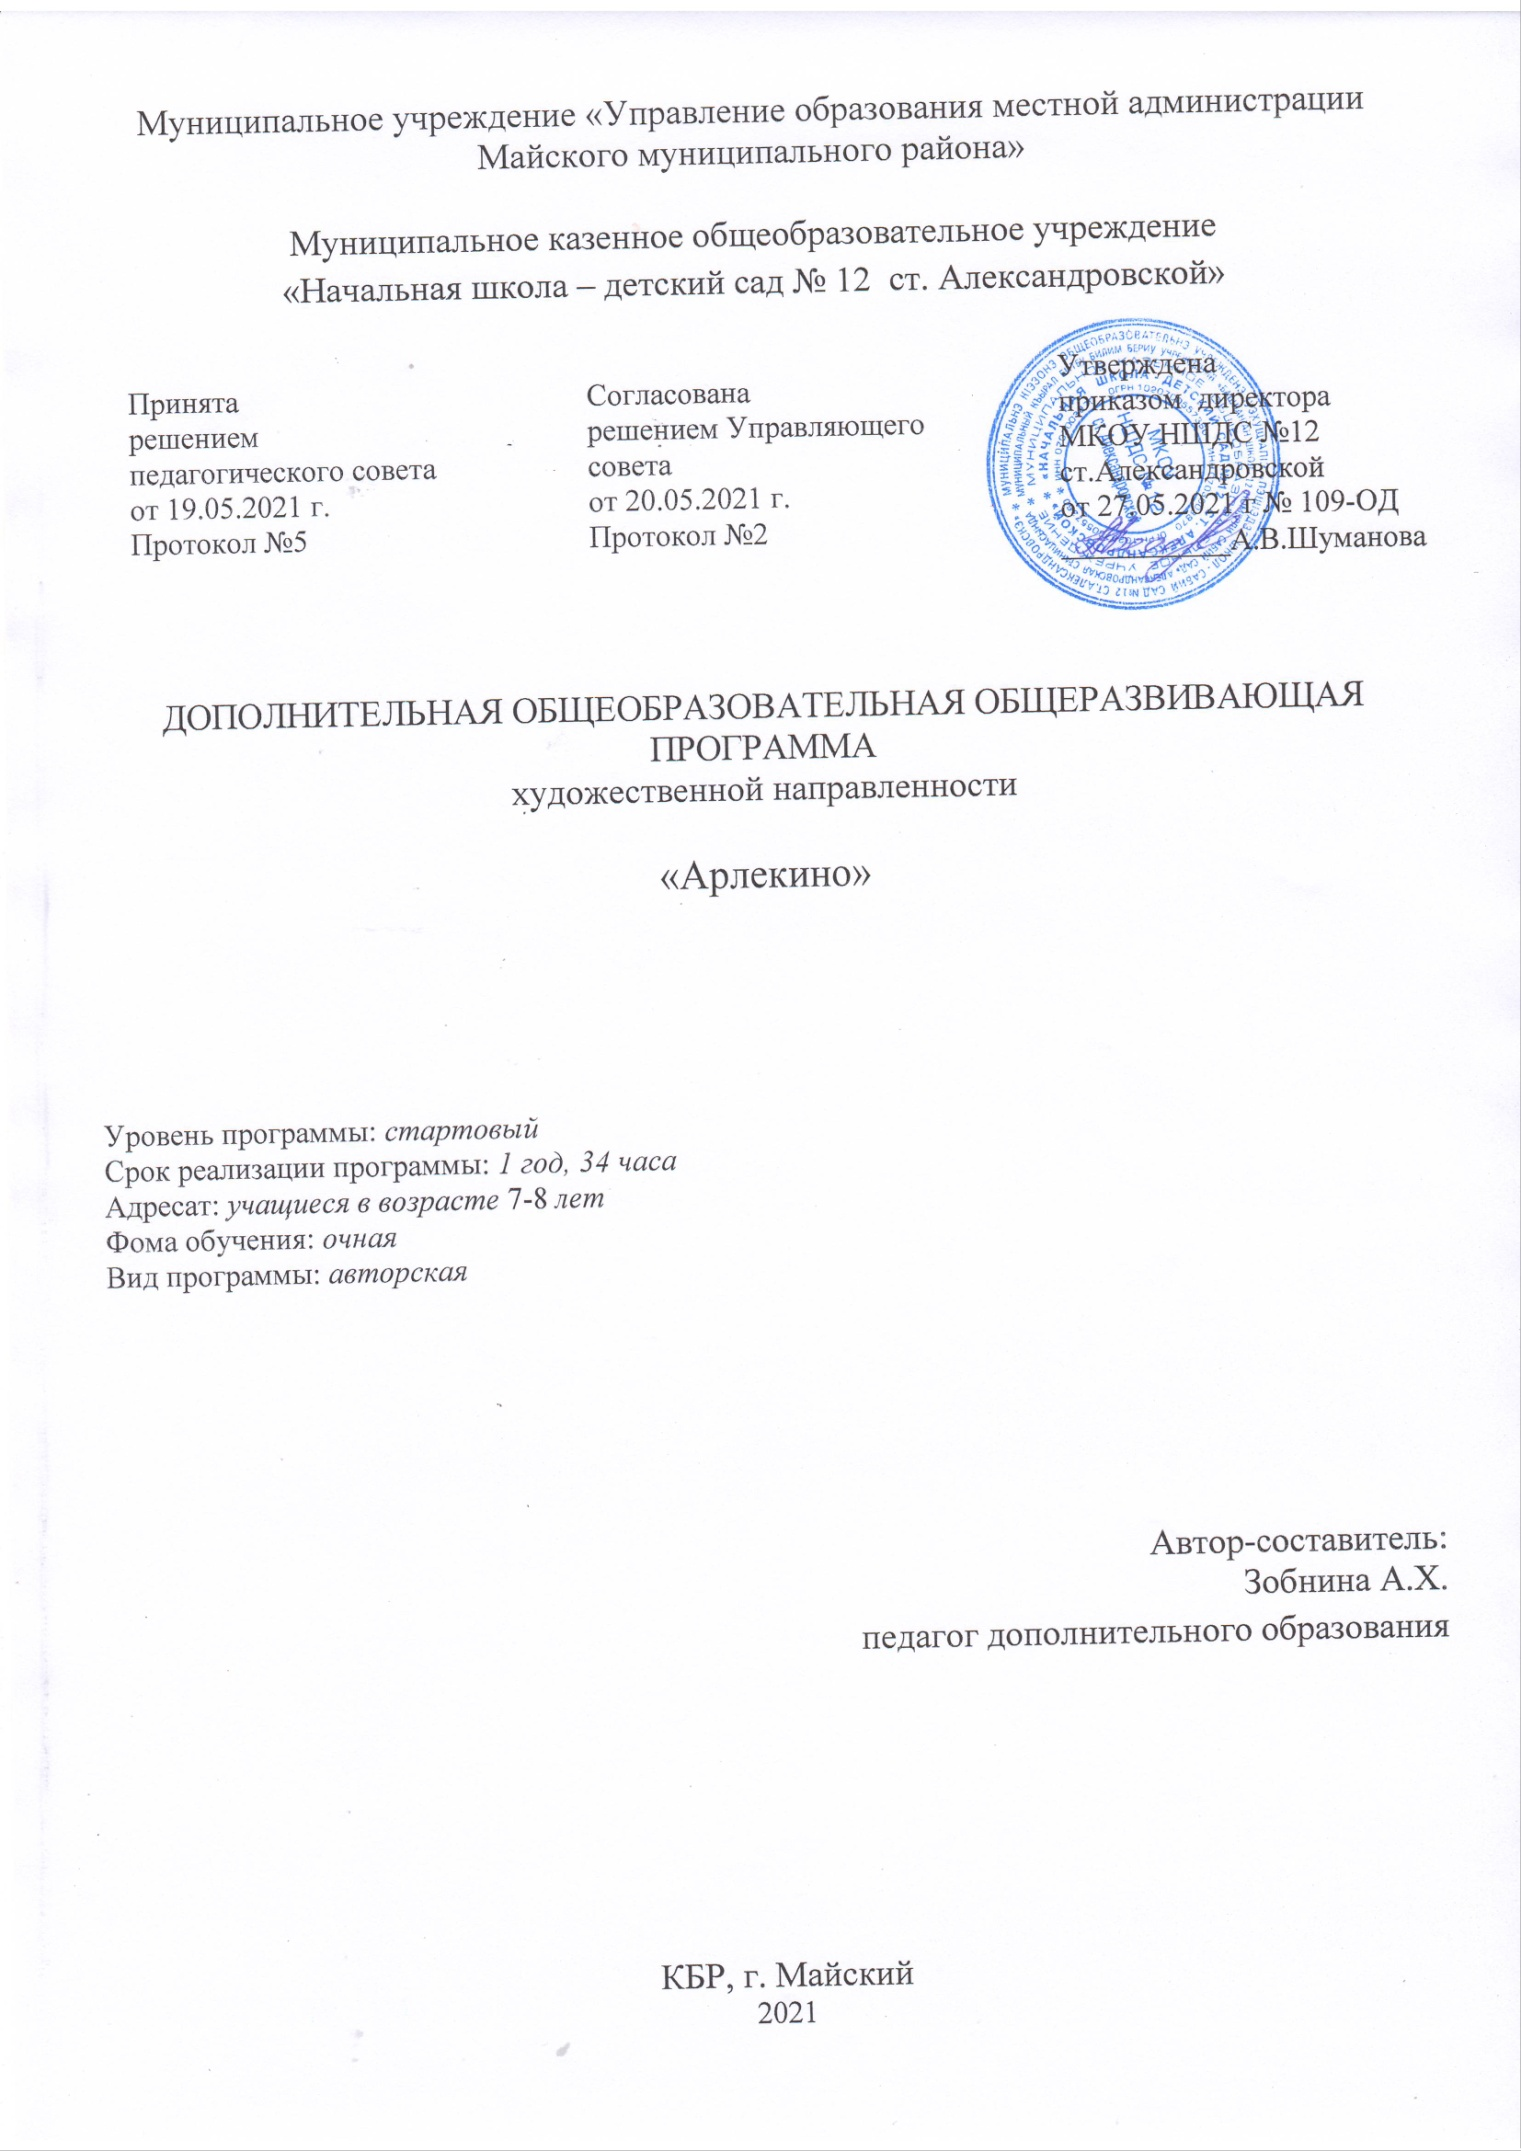 Муниципальное учреждение «Управление образования местной администрации
Майского муниципального района»
Муниципальное казенное общеобразовательное учреждение
«Начальная школа – детский сад № 12 ст. Александровской»
Принята
решением
педагогического совета
от 19.05.2021 г.
Протокол №5
Согласована
решением Управляющего
совета
от 20.05.2021 г.
Протокол №2
Утверждена
приказом директора
МКОУ НШДС №12
ст.Александровской
от 27.05.2021 г № 109-ОД
А.В.Шуманова
ДОПОЛНИТЕЛЬНАЯ ОБЩЕОБРАЗОВАТЕЛЬНАЯ ОБЩЕРАЗВИВАЮЩАЯ
ПРОГРАММА
художественной направленности
«Арлекино»
Уровень программы: стартовый
Срок реализации программы: 1 год, 34 часа
Адресат: учащиеся в возрасте 7-8 лет
Фома обучения: очная
Вид программы: авторская
Автор-составитель:
Зобнина А.Х.
педагог дополнительного образования
КБР, г. Майский
2021